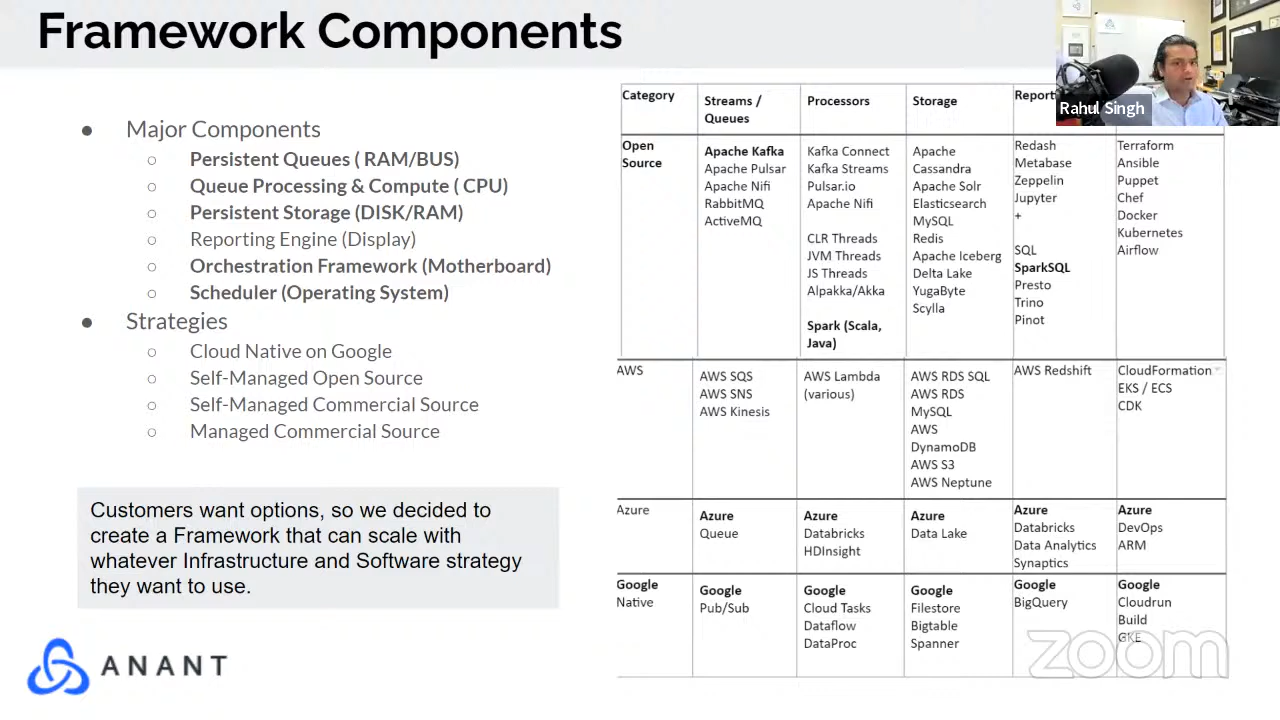 Framework Components
Rahul Singh
● Major Components
○ Persistent Queues ( RAM/BUS)
○ Queue Processing & Compute ( CPU)
○ Persistent Storage (DISK/RAM)
○ Reporting Engine (Display)
○ Orchestration Framework (Motherboard)
○ Scheduler (Operating System)
● Strategies
○ Cloud Native on Google
○ Self-Managed Open Source
○ Self-Managed Commercial Source
○ Managed Commercial Source
Customers want options, so we decided to
create a Framework that can scale with
whatever Infrastructure and Software strategy
they want to use.
ANANT
Category
Streams /
Queues
Processors
Storage
Open
Source
Apache Kafka
Apache Pulsar
Apache Nifi
RabbitMQ
ActiveMQ
Kafka Connect
Kafka Streams
Pulsar.io
Apache Nifi
CLR Threads
JVM Threads
JS Threads
Alpakka/Akka
Spark (Scala,
Java)
Apache
Cassandra
Apache Solr
Elasticsearch
MySQL
Redis
Apache Iceberg
Delta Lake
YugaByte
Scylla
Redash
Metabase
Zeppelin
Jupyter
+
SQL
SparkSQL
Presto
Trino
Pinot
Terraform
Ansible
Puppet
Chef
Docker
Kubernetes
Airflow
AWS
AWS SQS
AWS SNS
AWS Kinesis
AWS Lambda
(various)
AWS RDS SQL
AWS RDS
MySQL
AWS
DynamoDB
AWS S3
AWS Neptune
AWS Redshift
CloudFormation
EKS / ECS
CDK
Azure
Azure
Queue
Azure
Databricks
HDInsight
Azure
Data Lake
Azure
Databricks
Data Analytics
Synaptics
Azure
DevOps
ARM
Google
Native
Google
Pub/Sub
Google
Cloud Tasks
Dataflow
DataProc
Google
Filestore
Bigtable
Spanner
Google
BigQuery
Google
Cloudrun
Build
GKE
zoom